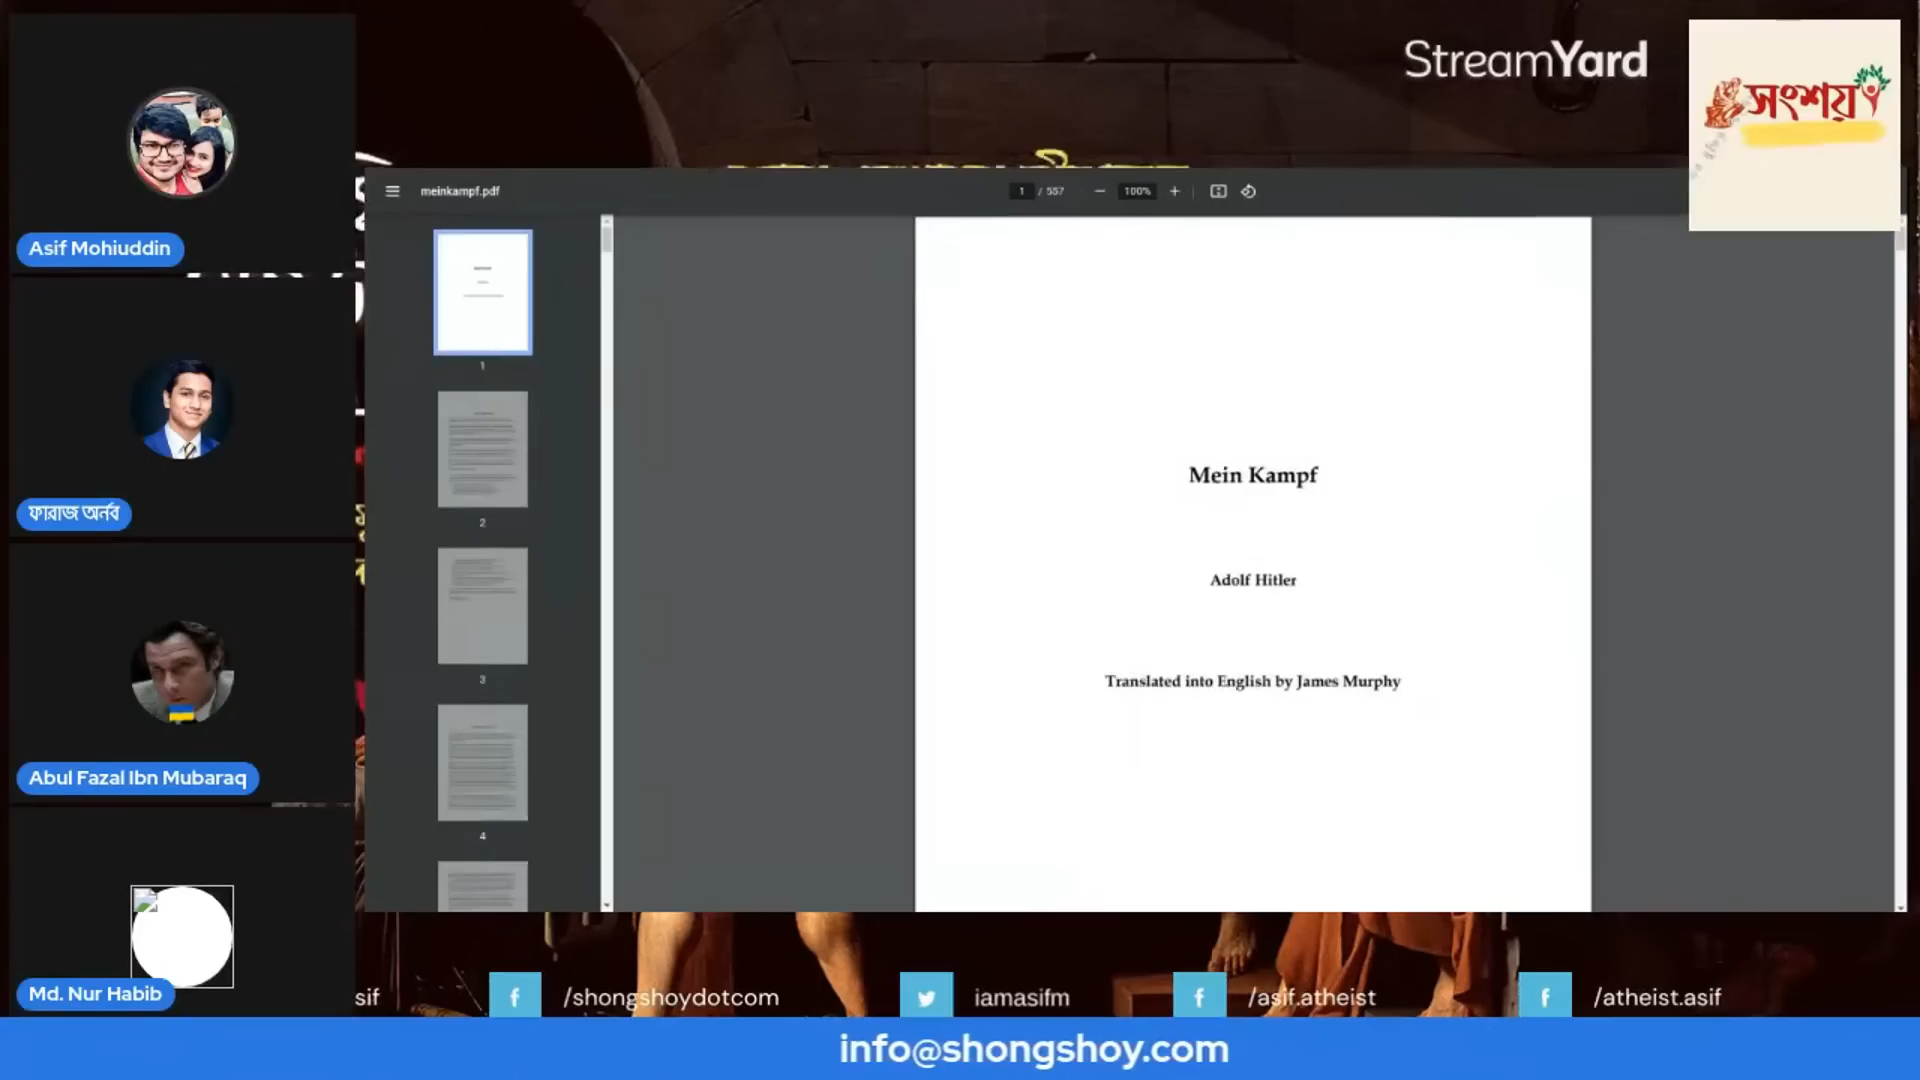 StreamYard
সংশয়
meinkampf.pdf
1 / 557
100%
Asif Mohiuddin
1
Mein Kampf
ফারাজ অর্নব
2
Adolf Hitler
3
Translated into English by James Murphy
Abul Fazal Ibn Mubaraq
4
Md. Nur Habib
sif
/shongshoydotcom
iamasifm
/asif.atheist
/atheist.asif
info@shongshoy.com